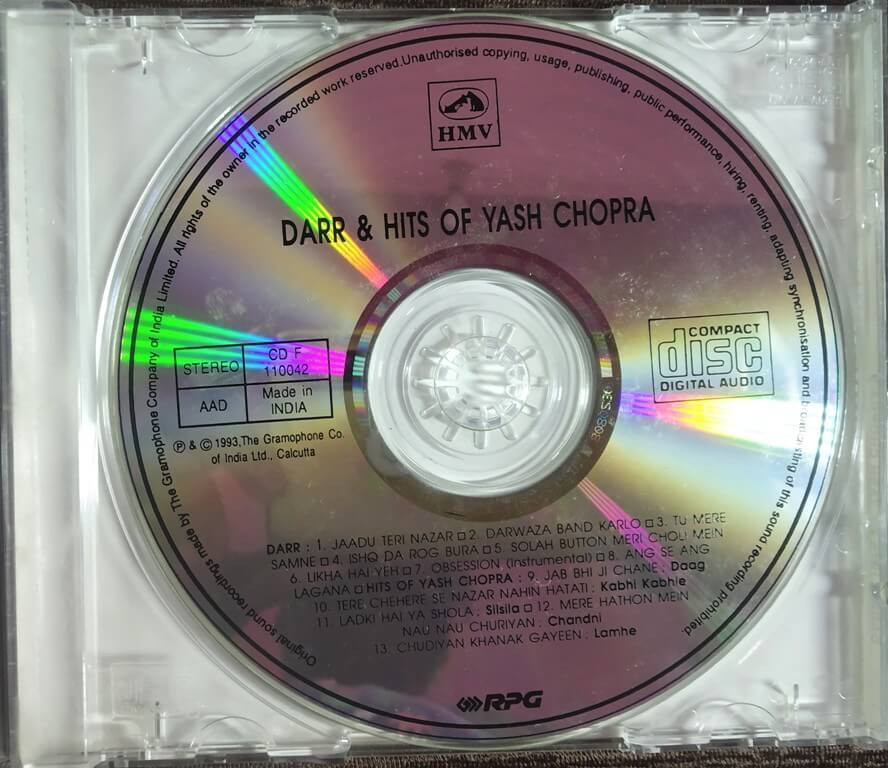 Original sound recordings made by The Gramophone Company of India Limited. All rights of the owner in the recorded work reserved. Unauthorised copying, usage, publishing, public performance, hiring, renting, adapting synchronisation and broadcasting of this sound recording prohibited.
HMV
DARR & HITS OF YASH CHOPRA
STEREO CD F 110042
AAD Made in INDIA
℗ & © 1993, The Gramophone Co.
of India Ltd., Calcutta
COMPACT
disc
DIGITAL AUDIO
DARR : 1. JAADU TERI NAZAR □ 2. DARWAZA BAND KARLO □ 3. TU MERE
SAMNE □ 4. ISHQ DA ROG BURA □ 5. SOLAH BUTTON MERI CHOLI MEIN
6. LIKHA HAI YEH □ 7. OBSESSION (Instrumental) □ 8. ANG SE ANG
LAGANA □ HITS OF YASH CHOPRA : 9. JAB BHI JI CHANE : Daag
10. TERE CHEHERE SE NAZAR NAHIN HATATI : Kabhi Kabhie
11. LADKI HAI YA SHOLA : Silsila □ 12. MERE HATHON MEIN
NAU NAU CHURIYAN : Chandni
13. CHUDIYAN KHANAK GAYEEN : Lamhe
RPG